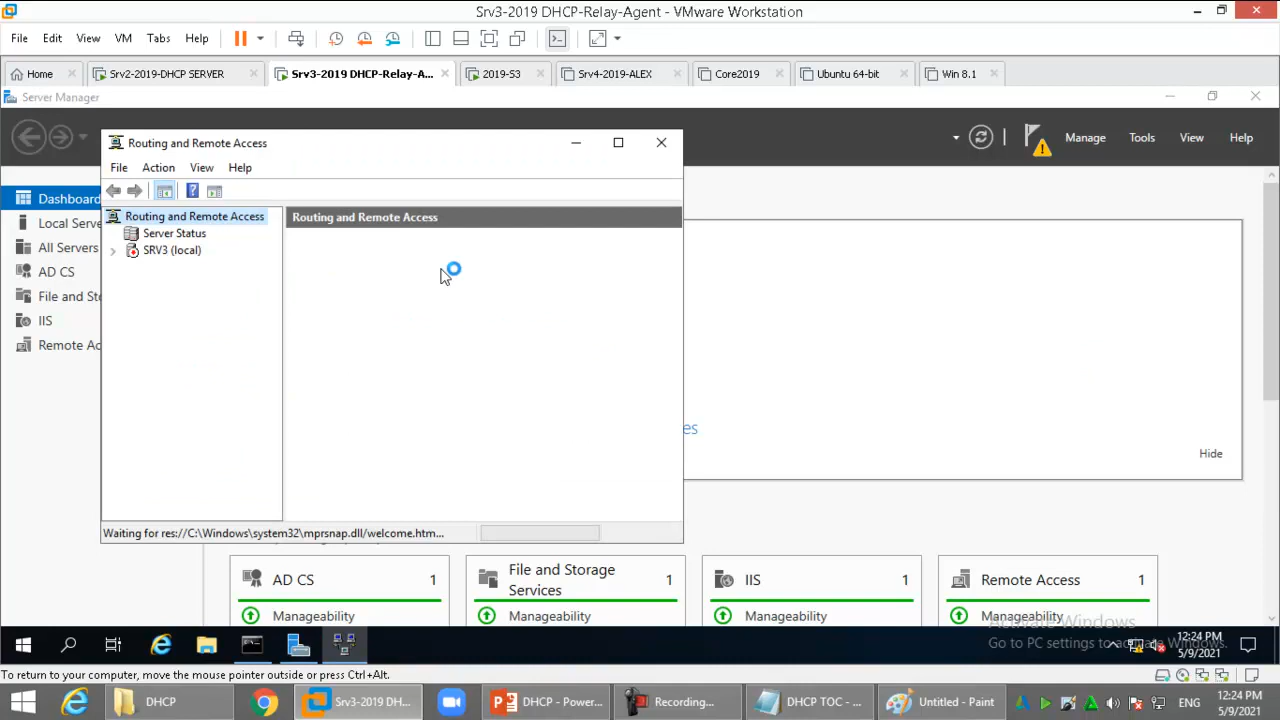 Srv3-2019 DHCP-Relay-Agent - VMware Workstation
File Edit View VM Tabs Help
Home Srv2-2019-DHCP SERVER Srv3-2019 DHCP-Relay-A... 2019-S3 Srv4-2019-ALEX Core2019 Ubuntu 64-bit Win 8.1
Server Manager
Manage Tools View Help
Routing and Remote Access
File Action View Help
Dashboard
Local Serve
All Servers
AD CS
File and Sto
IIS
Remote Ac
Routing and Remote Access
Server Status
SRV3 (local)
Routing and Remote Access
es
Hide
Waiting for res://C:\Windows\system32\mprsnap.dll/welcome.htm...
AD CS 1
Manageability
File and Storage Services 1
Manageability
IIS 1
Manageability
Remote Access 1
Manageability
Activate Windows
Go to PC settings to activate Windows.
12:24 PM
5/9/2021
To return to your computer, move the mouse pointer outside or press Ctrl+Alt.
DHCP Srv3-2019 DH... DHCP - Power... Recording... DHCP TOC - ... Untitled - Paint ENG
12:24 PM
5/9/2021